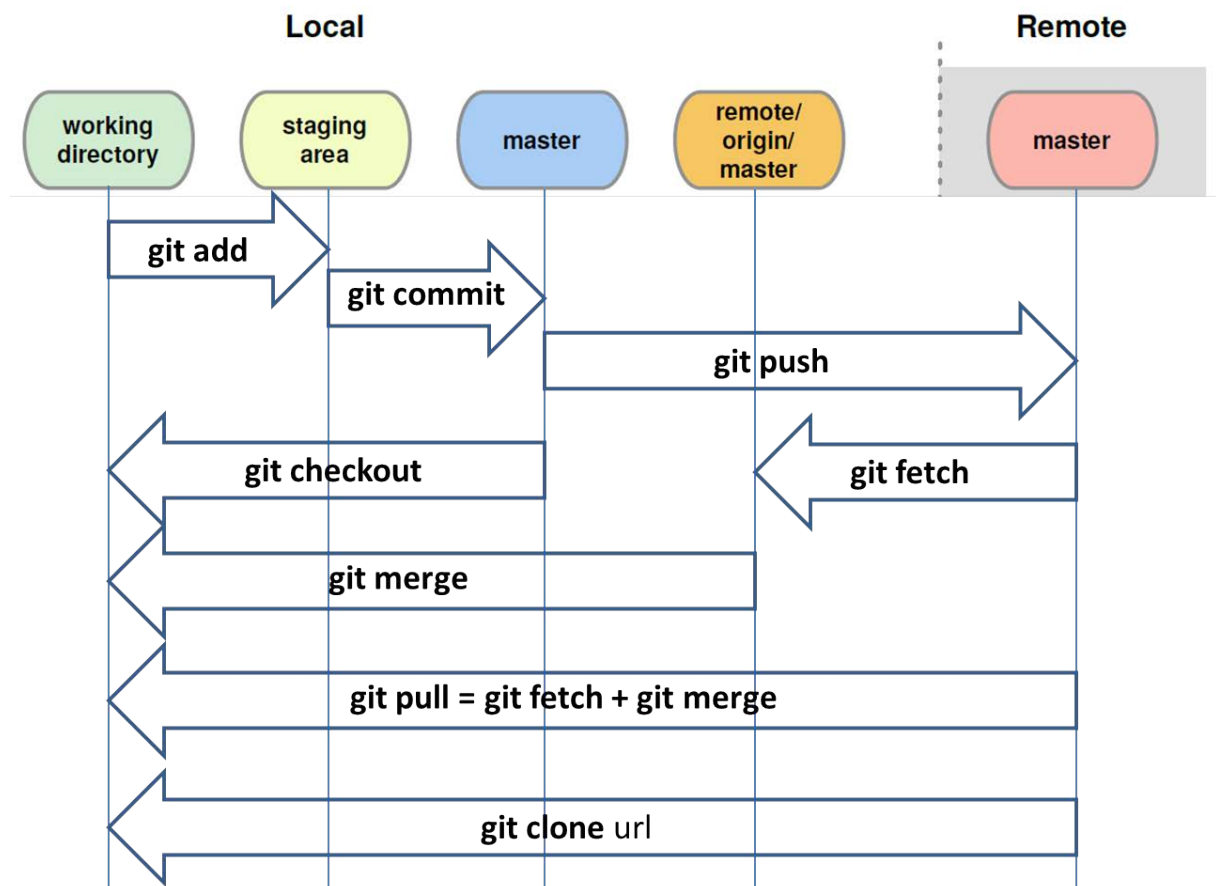 Local
Remote
working
directory
staging
area
master
remote/
origin/
master
master
git add
git commit
git push
git checkout
git fetch
git merge
git pull = git fetch + git merge
git clone url